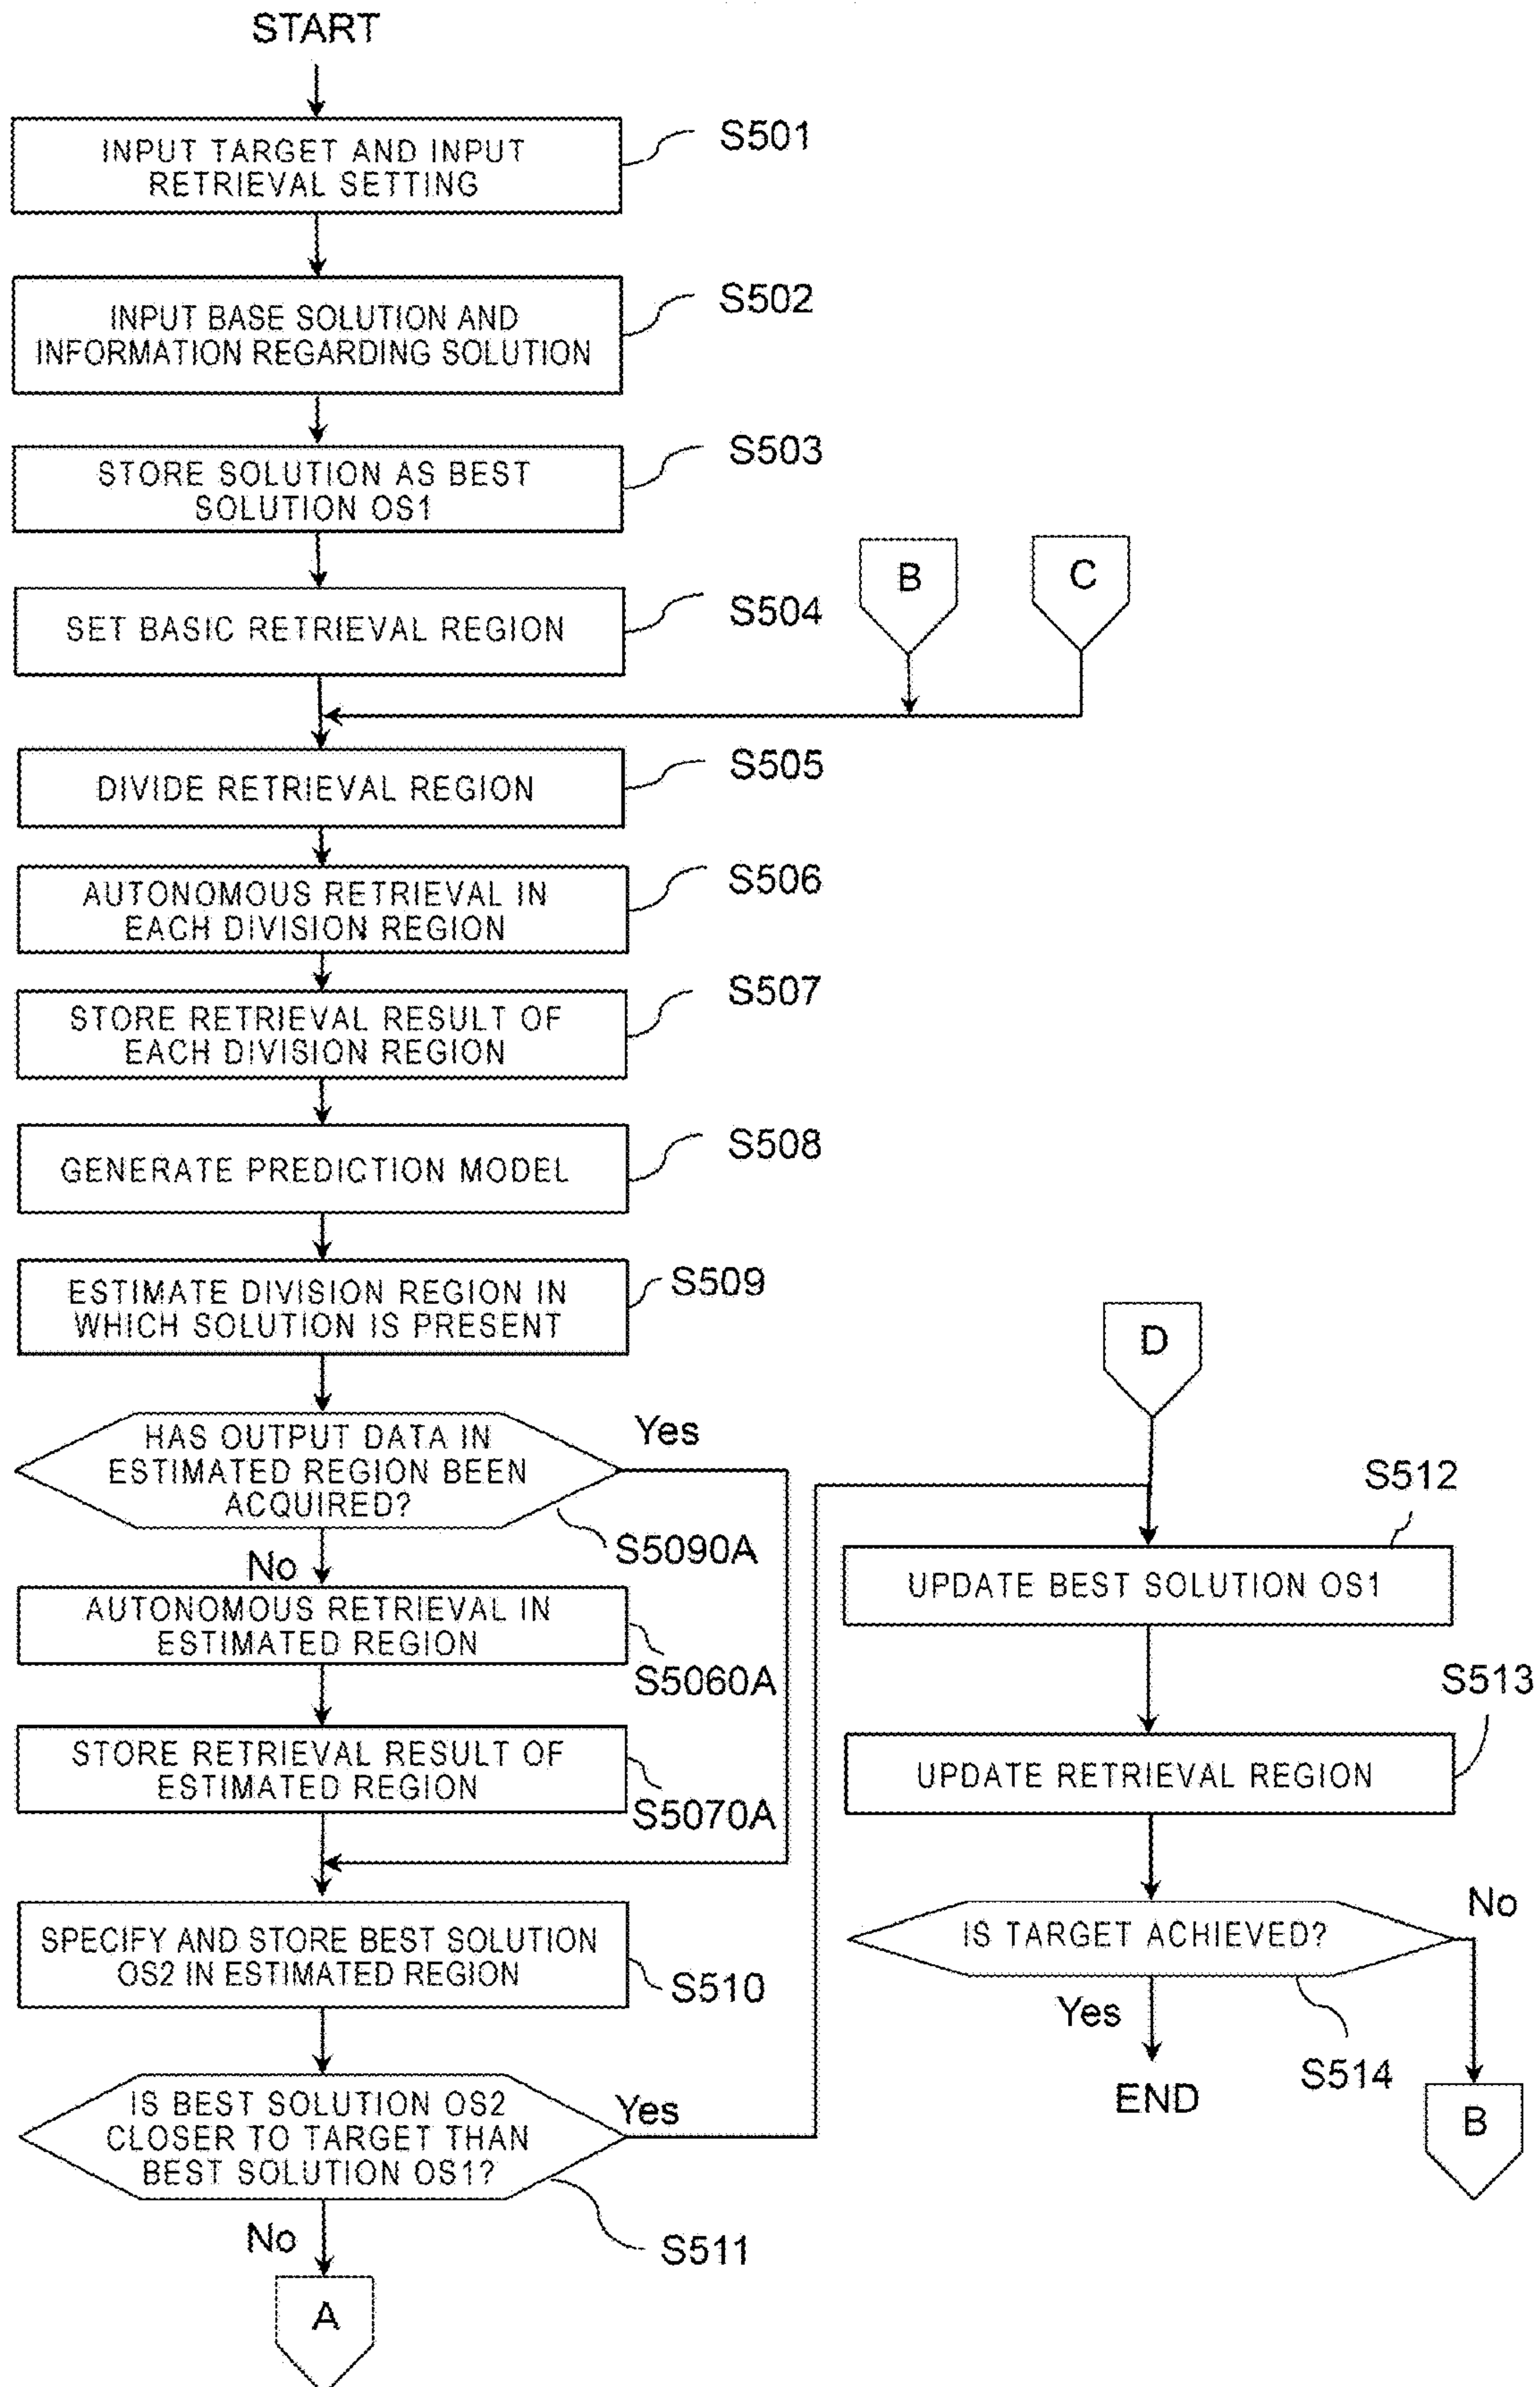 START
INPUT TARGET AND INPUT
RETRIEVAL SETTING
S501
INPUT BASE SOLUTION AND
INFORMATION REGARDING SOLUTION
S502
STORE SOLUTION AS BEST
SOLUTION OS1
S503
SET BASIC RETRIEVAL REGION
S504
B
C
DIVIDE RETRIEVAL REGION
S505
AUTONOMOUS RETRIEVAL IN
EACH DIVISION REGION
S506
STORE RETRIEVAL RESULT OF
EACH DIVISION REGION
S507
GENERATE PREDICTION MODEL
S508
ESTIMATE DIVISION REGION IN
WHICH SOLUTION IS PRESENT
S509
HAS OUTPUT DATA IN
ESTIMATED REGION BEEN
ACQUIRED?
Yes
S5090A
No
AUTONOMOUS RETRIEVAL IN
ESTIMATED REGION
S5060A
STORE RETRIEVAL RESULT OF
ESTIMATED REGION
S5070A
SPECIFY AND STORE BEST SOLUTION
OS2 IN ESTIMATED REGION
S510
IS BEST SOLUTION OS2
CLOSER TO TARGET THAN
BEST SOLUTION OS1?
Yes
S511
No
A
D
S512
UPDATE BEST SOLUTION OS1
S513
UPDATE RETRIEVAL REGION
IS TARGET ACHIEVED?
No
Yes
S514
END
B